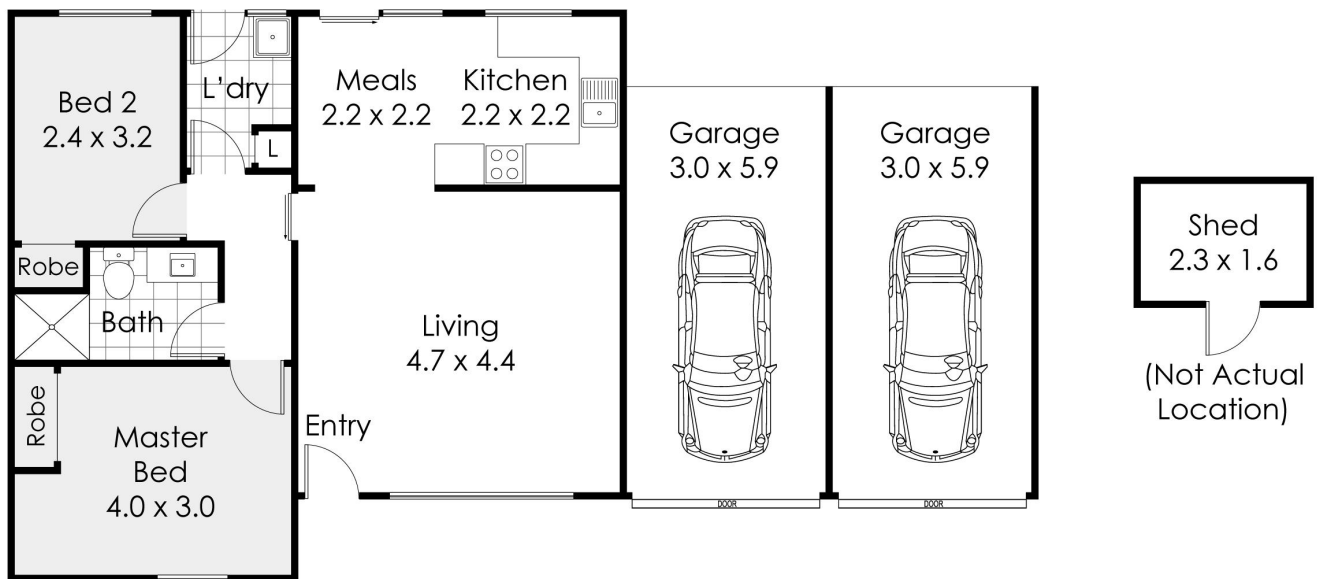 Bed 2
2.4 x 3.2
L'dry
L
Meals
2.2 x 2.2
Kitchen
2.2 x 2.2
Garage
3.0 x 5.9
Garage
3.0 x 5.9
Shed
2.3 x 1.6
(Not Actual
Location)
Robe
Bath
Living
4.7 x 4.4
Robe
Master
Bed
4.0 x 3.0
Entry
DOOR
DOOR